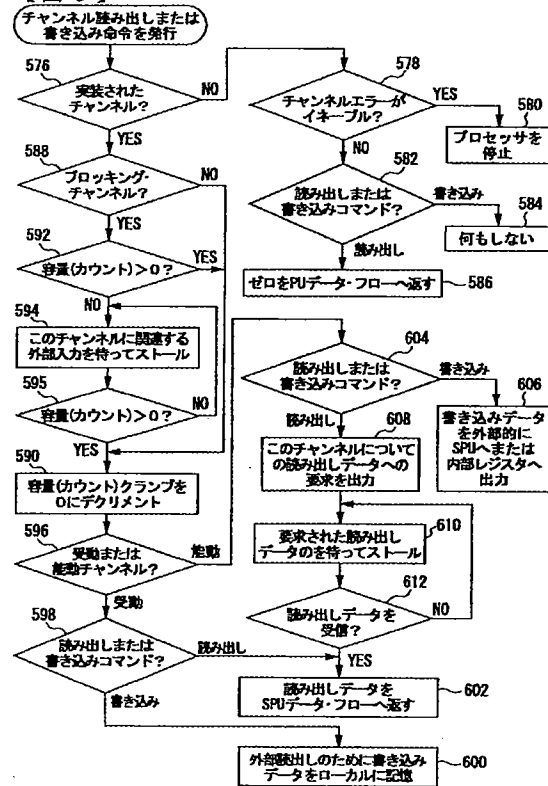 チャンネル読み出しまたは
書き込み命令を発行
576
実装された
チャンネル?
NO
YES
578
チャンネルエラーが
イネーブル?
YES
NO
580
プロセッサを
停止
588
ブロッキング・
チャンネル?
NO
YES
582
読み出しまたは
書き込みコマンド?
書き込み
読み出し
584
何もしない
592
容量(カウント)>0?
YES
NO
ゼロをPUデータ・フローへ返す
586
594
このチャンネルに関連する
外部入力を待ってストール
595
容量(カウント)>0?
NO
YES
604
読み出しまたは
書き込みコマンド?
書き込み
読み出し
606
書き込みデータ
を外部的に
SPUへまたは
内部レジスタへ
出力
608
このチャンネルについて
の読み出しデータへの
要求を出力
590
容量(カウント)クランプを
0にデクリメント
596
受動または
能動チャンネル?
能動
受動
610
要求された読み出し
データのを待ってストール
612
読み出しデータを
受信?
NO
YES
598
読み出しまたは
書き込みコマンド?
読み出し
書き込み
読み出しデータを
SPUデータ・フローへ返す
602
外部読出しのために書き込み
データをローカルに記憶
600